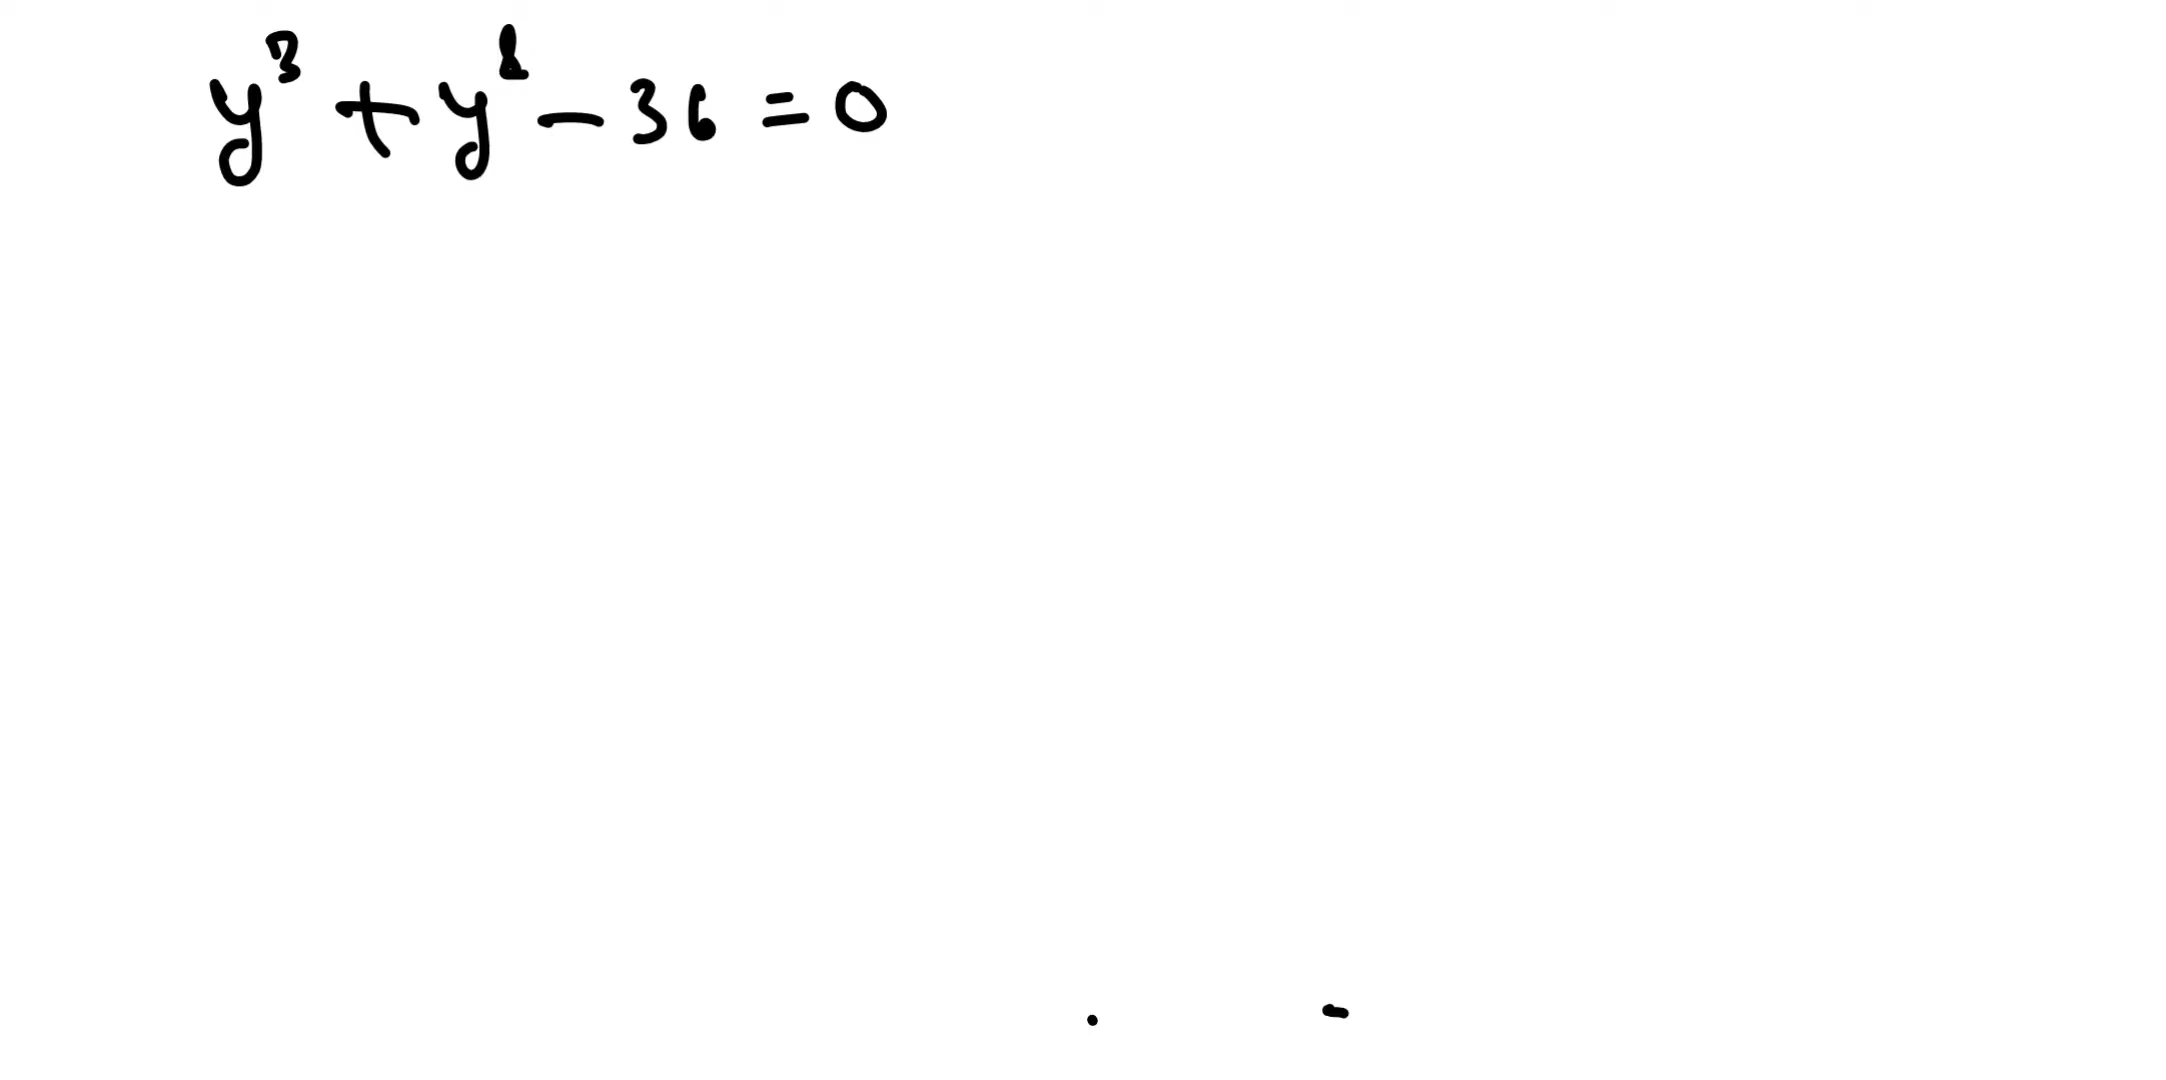 y³ + y² - 36 = 0